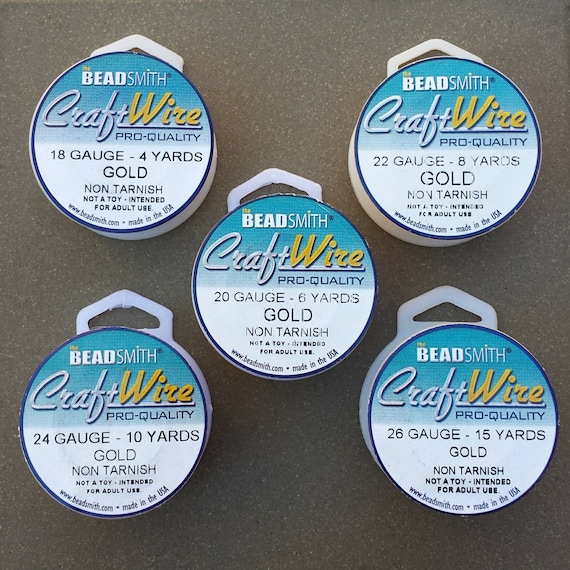 the BEADSMITH®
CraftWire
PRO-QUALITY
18 GAUGE - 4 YARDS
GOLD
NON TARNISH
NOT A TOY - INTENDED
FOR ADULT USE.
www.beadsmith.com • made in the USA
the BEADSMITH®
CraftWire
PRO-QUALITY
22 GAUGE - 8 YARDS
GOLD
NON TARNISH
NOT A TOY - INTENDED
FOR ADULT USE.
www.beadsmith.com • made in the USA
the BEADSMITH®
CraftWire
PRO-QUALITY
20 GAUGE - 6 YARDS
GOLD
NON TARNISH
NOT A TOY - INTENDED
FOR ADULT USE.
www.beadsmith.com • made in the USA
the BEADSMITH®
CraftWire
PRO-QUALITY
24 GAUGE - 10 YARDS
GOLD
NON TARNISH
NOT A TOY - INTENDED
FOR ADULT USE.
www.beadsmith.com • made in the USA
the BEADSMITH®
CraftWire
PRO-QUALITY
26 GAUGE - 15 YARDS
GOLD
NON TARNISH
NOT A TOY - INTENDED
FOR ADULT USE.
www.beadsmith.com • made in the USA